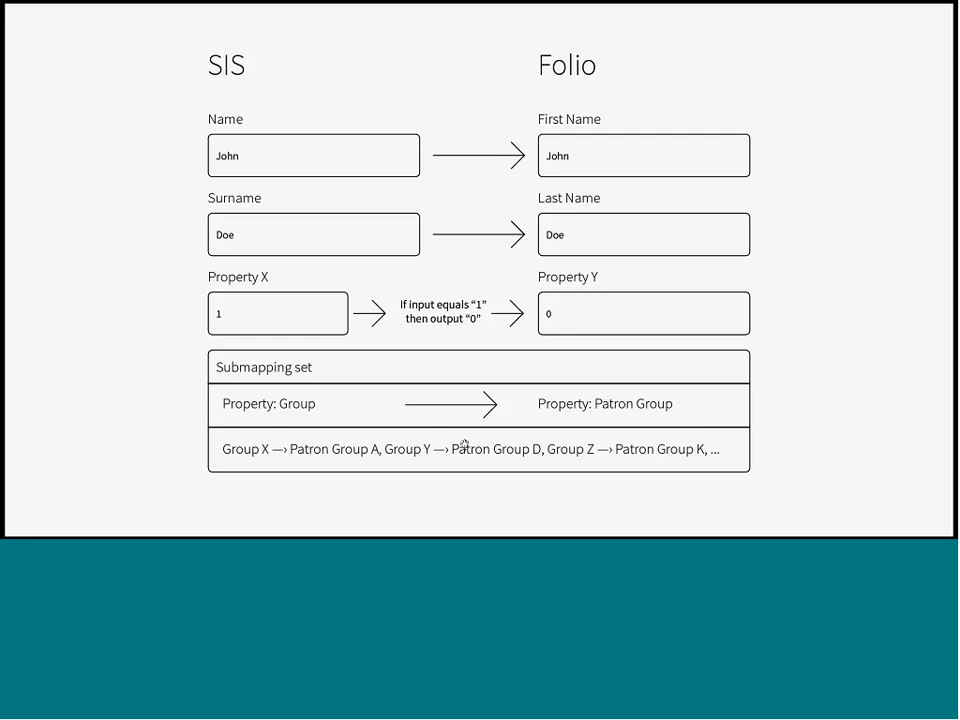 SIS Folio
Name First Name
John John
Surname Last Name
Doe Doe
Property X Property Y
1 If input equals “1” 0
then output “0”
Submapping set
Property: Group Property: Patron Group
Group X —› Patron Group A, Group Y —› Patron Group D, Group Z —› Patron Group K, ...